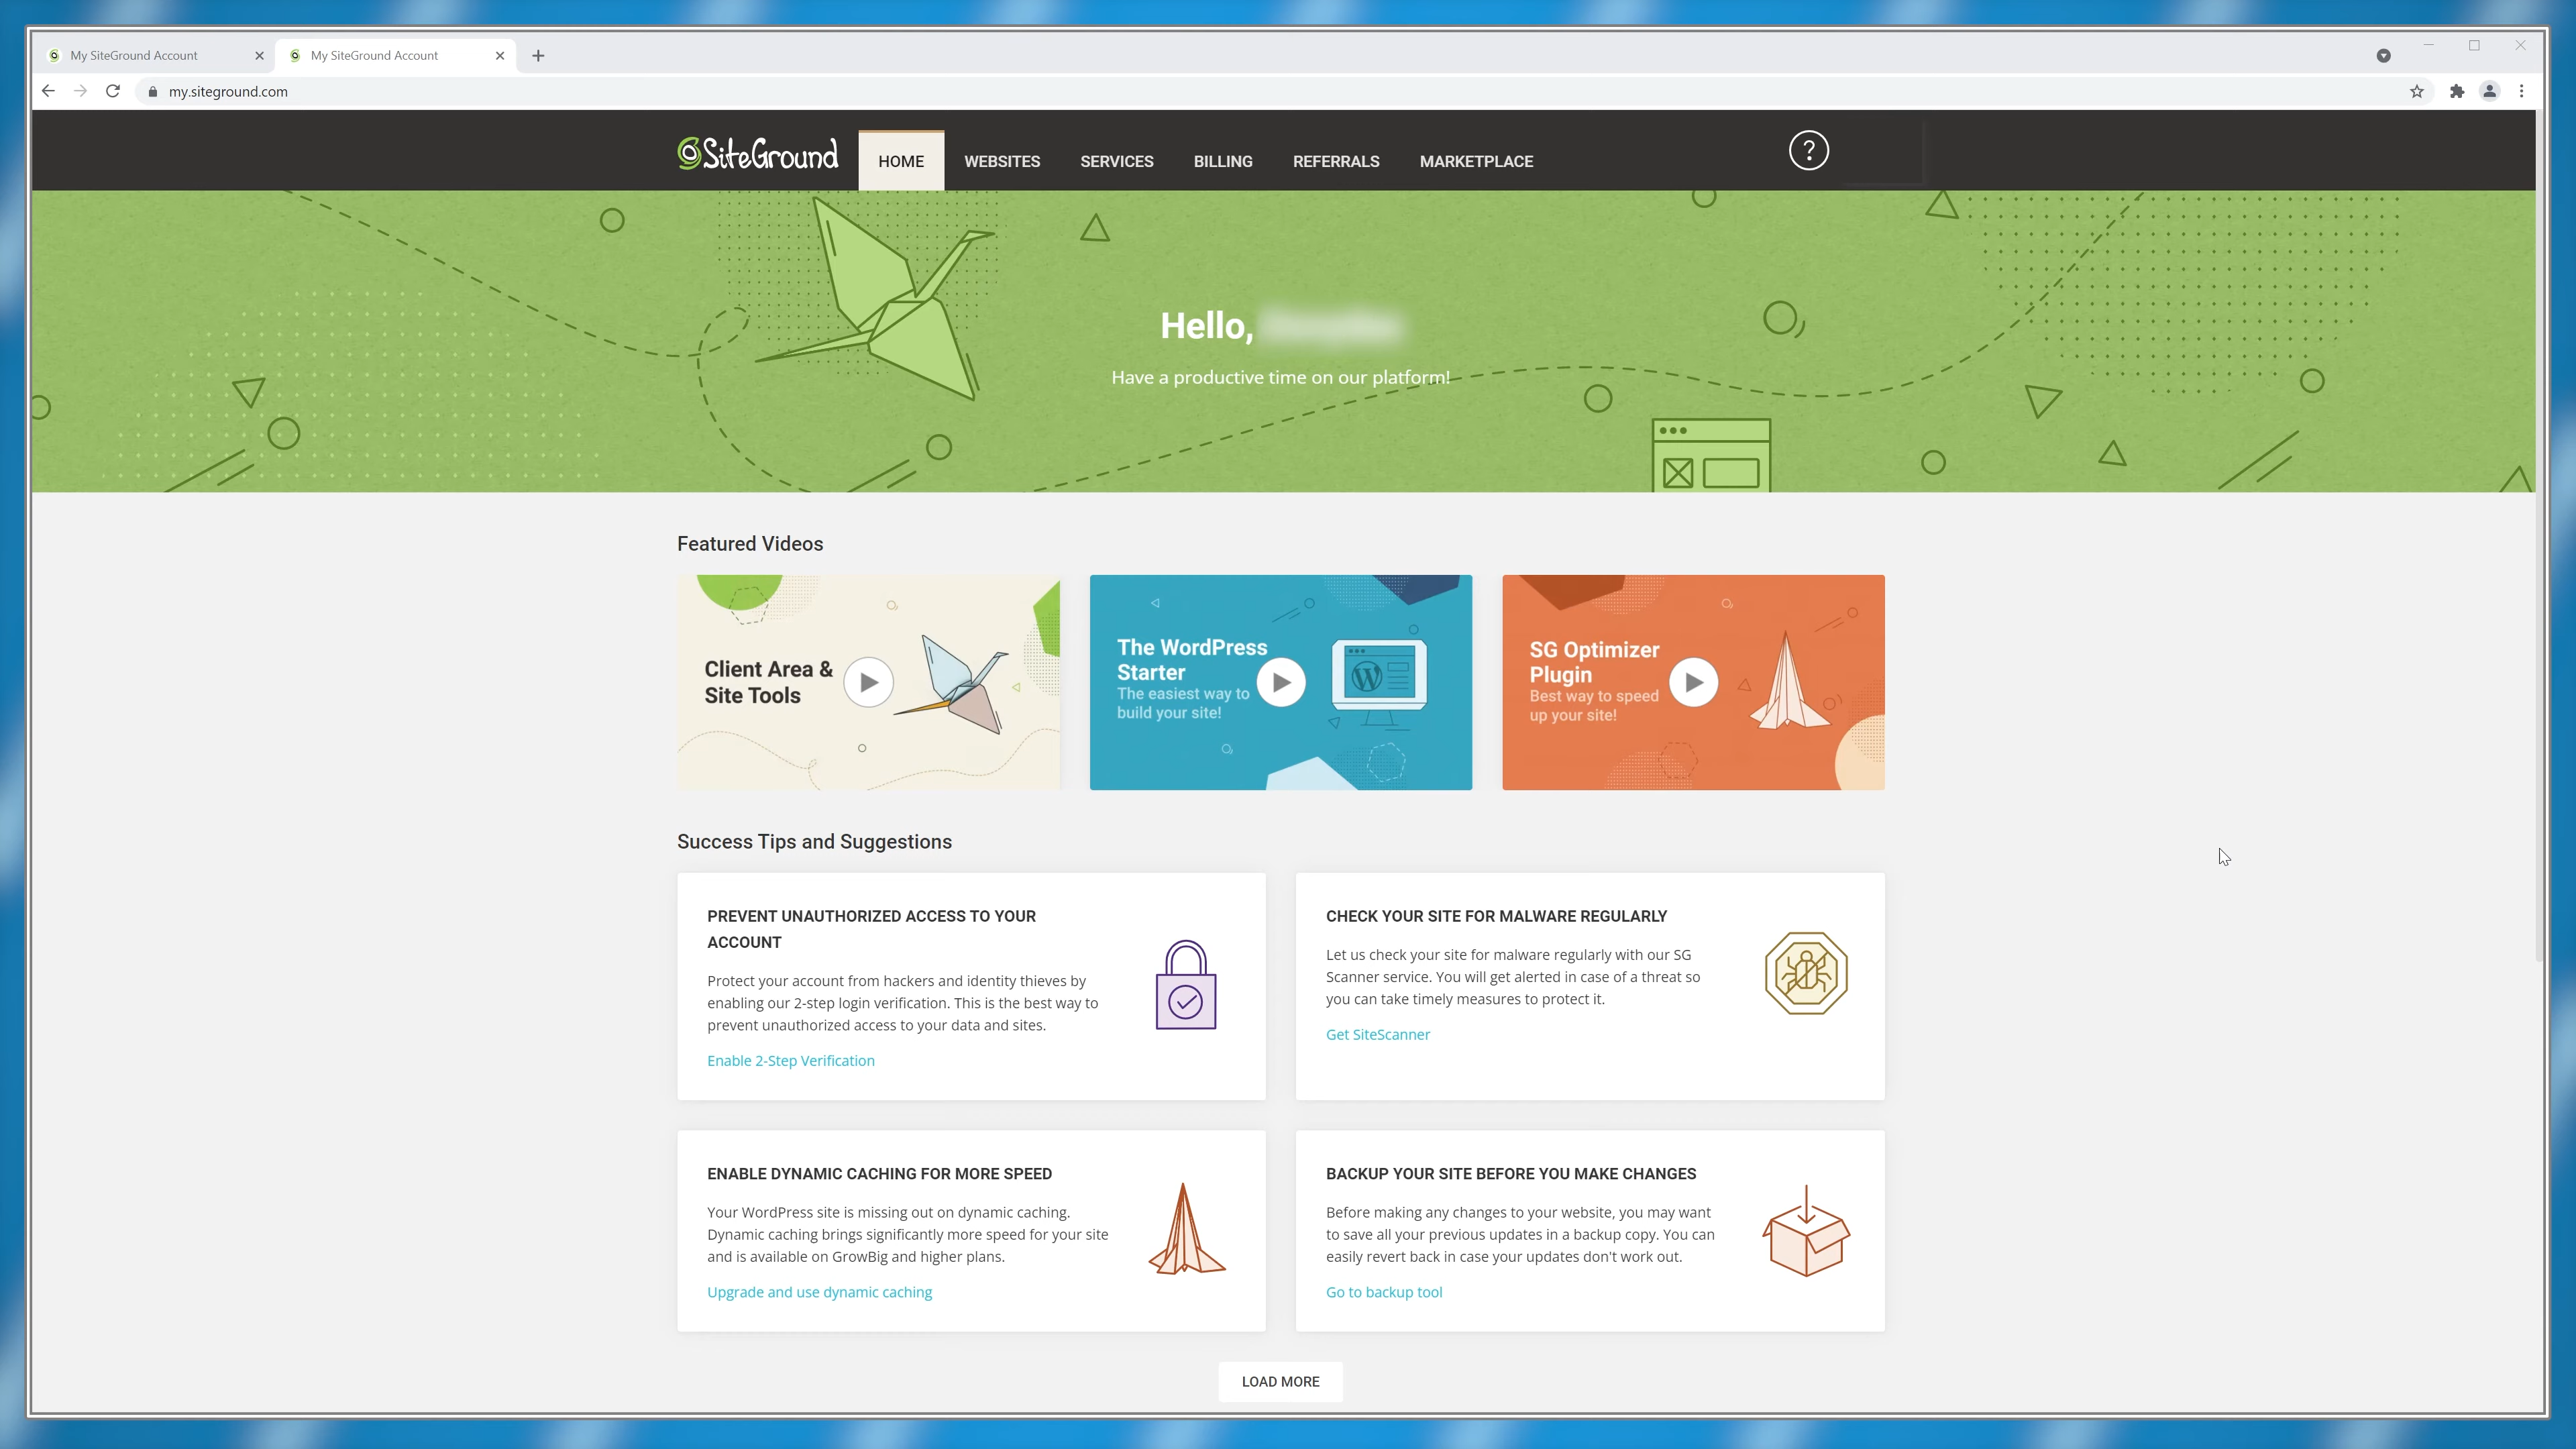 My SiteGround Account
My SiteGround Account
my.siteground.com
SiteGround
HOME
WEBSITES
SERVICES
BILLING
REFERRALS
MARKETPLACE
?
Hello,
Have a productive time on our platform!
Featured Videos
Client Area &
Site Tools
The WordPress
Starter
The easiest way to
build your site!
SG Optimizer
Plugin
Best way to speed
up your site!
Success Tips and Suggestions
PREVENT UNAUTHORIZED ACCESS TO YOUR
ACCOUNT
Protect your account from hackers and identity thieves by
enabling our 2-step login verification. This is the best way to
prevent unauthorized access to your data and sites.
Enable 2-Step Verification
CHECK YOUR SITE FOR MALWARE REGULARLY
Let us check your site for malware regularly with our SG
Scanner service. You will get alerted in case of a threat so
you can take timely measures to protect it.
Get SiteScanner
ENABLE DYNAMIC CACHING FOR MORE SPEED
Your WordPress site is missing out on dynamic caching.
Dynamic caching brings significantly more speed for your site
and is available on GrowBig and higher plans.
Upgrade and use dynamic caching
BACKUP YOUR SITE BEFORE YOU MAKE CHANGES
Before making any changes to your website, you may want
to save all your previous updates in a backup copy. You can
easily revert back in case your updates don't work out.
Go to backup tool
LOAD MORE